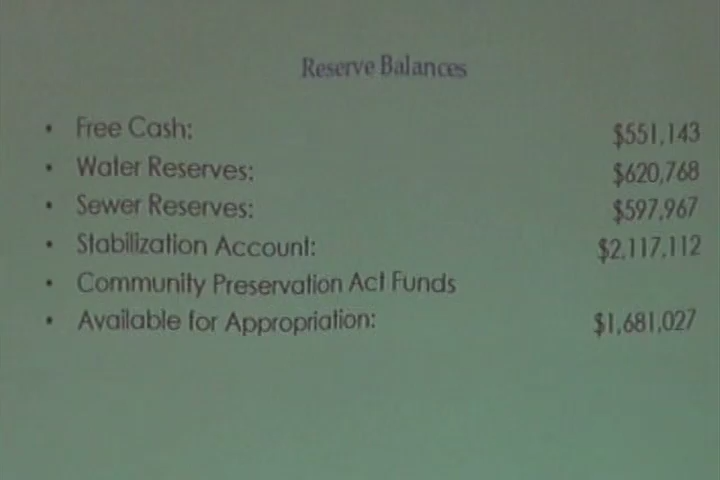 Reserve Balances
• Free Cash: $551,143
• Water Reserves: $620,768
• Sewer Reserves: $597,967
• Stabilization Account: $2,117,112
• Community Preservation Act Funds
• Available for Appropriation: $1,681,027